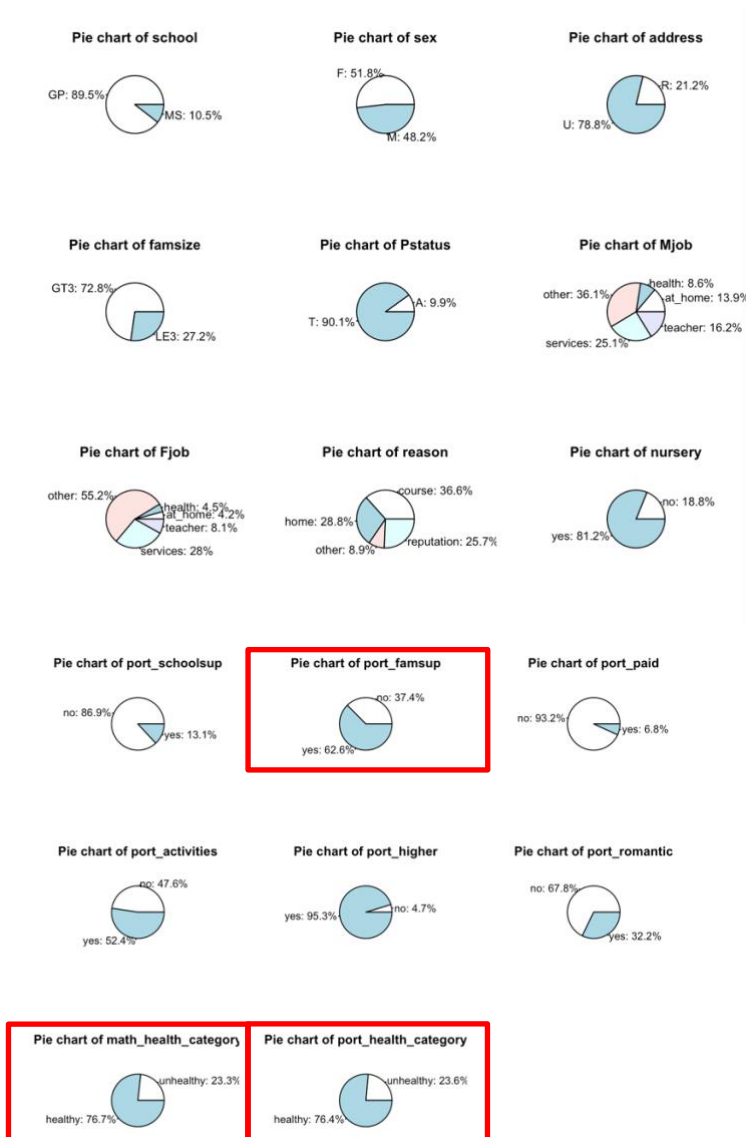 Pie chart of school
GP: 89.5%
MS: 10.5%
Pie chart of sex
F: 51.8%
M: 48.2%
Pie chart of address
R: 21.2%
U: 78.8%
Pie chart of famsize
GT3: 72.8%
LE3: 27.2%
Pie chart of Pstatus
A: 9.9%
T: 90.1%
Pie chart of Mjob
health: 8.6%
other: 36.1%
at_home: 13.9%
teacher: 16.2%
services: 25.1%
Pie chart of Fjob
other: 55.2%
health: 4.5%
at_home: 4.2%
teacher: 8.1%
services: 28%
Pie chart of reason
course: 36.6%
home: 28.8%
reputation: 25.7%
other: 8.9%
Pie chart of nursery
no: 18.8%
yes: 81.2%
Pie chart of port_schoolsup
no: 86.9%
yes: 13.1%
Pie chart of port_famsup
no: 37.4%
yes: 62.6%
Pie chart of port_paid
no: 93.2%
yes: 6.8%
Pie chart of port_activities
no: 47.6%
yes: 52.4%
Pie chart of port_higher
no: 4.7%
yes: 95.3%
Pie chart of port_romantic
no: 67.8%
yes: 32.2%
Pie chart of math_health_category
unhealthy: 23.3%
healthy: 76.7%
Pie chart of port_health_category
unhealthy: 23.6%
healthy: 76.4%